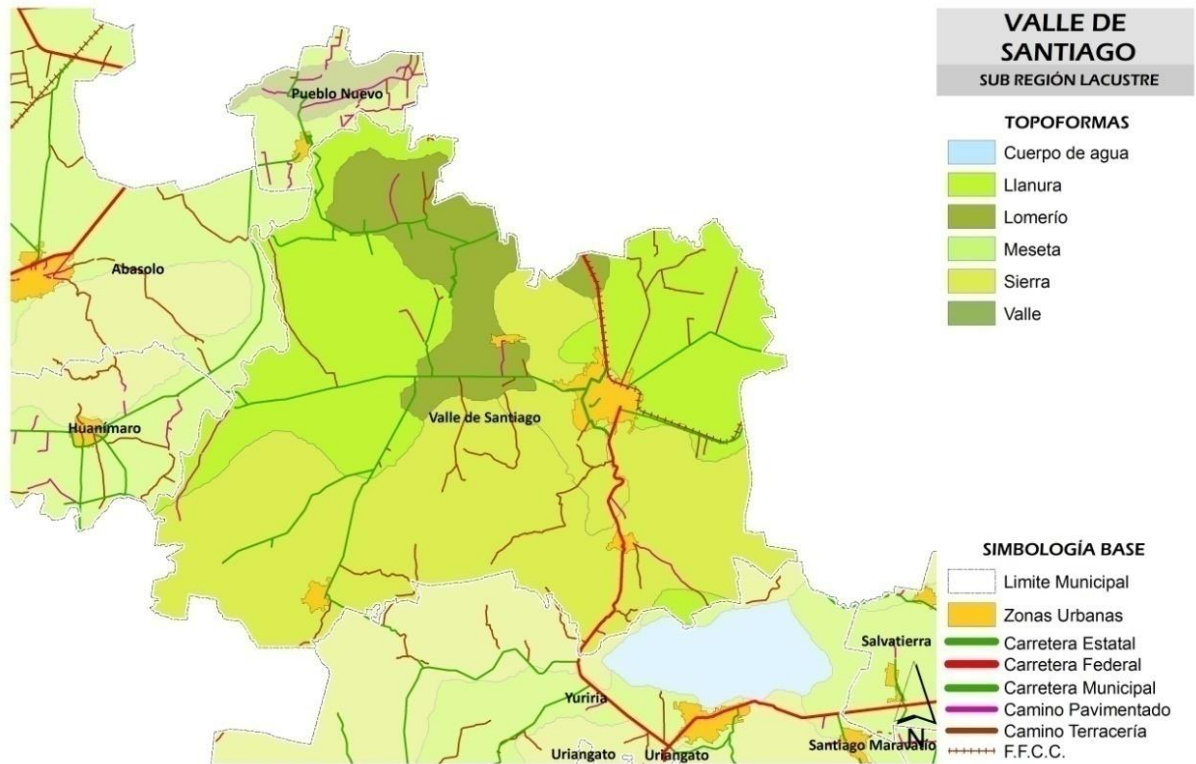 VALLE DE
SANTIAGO
SUB REGIÓN LACUSTRE
TOPOFORMAS
Cuerpo de agua
Llanura
Lomerío
Meseta
Sierra
Valle
Pueblo Nuevo
Abasolo
Huanímaro
Valle de Santiago
Salvatierra
Yuriria
Uriangato
Uriangato
Santiago Maravatío
N
SIMBOLOGÍA BASE
Limite Municipal
Zonas Urbanas
Carretera Estatal
Carretera Federal
Carretera Municipal
Camino Pavimentado
Camino Terracería
F.F.C.C.